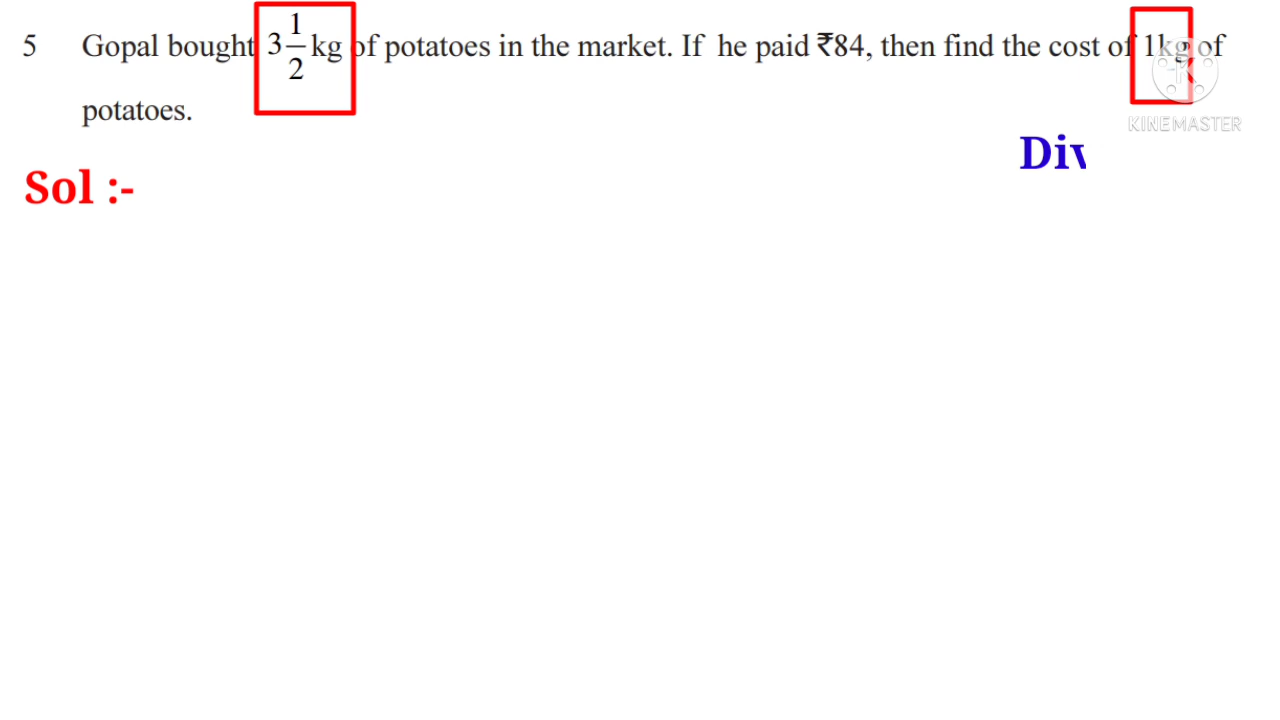 5 Gopal bought 3 1/2 kg of potatoes in the market. If he paid ₹84, then find the cost of 1kg of
potatoes.
KINEMASTER
Div
Sol :-